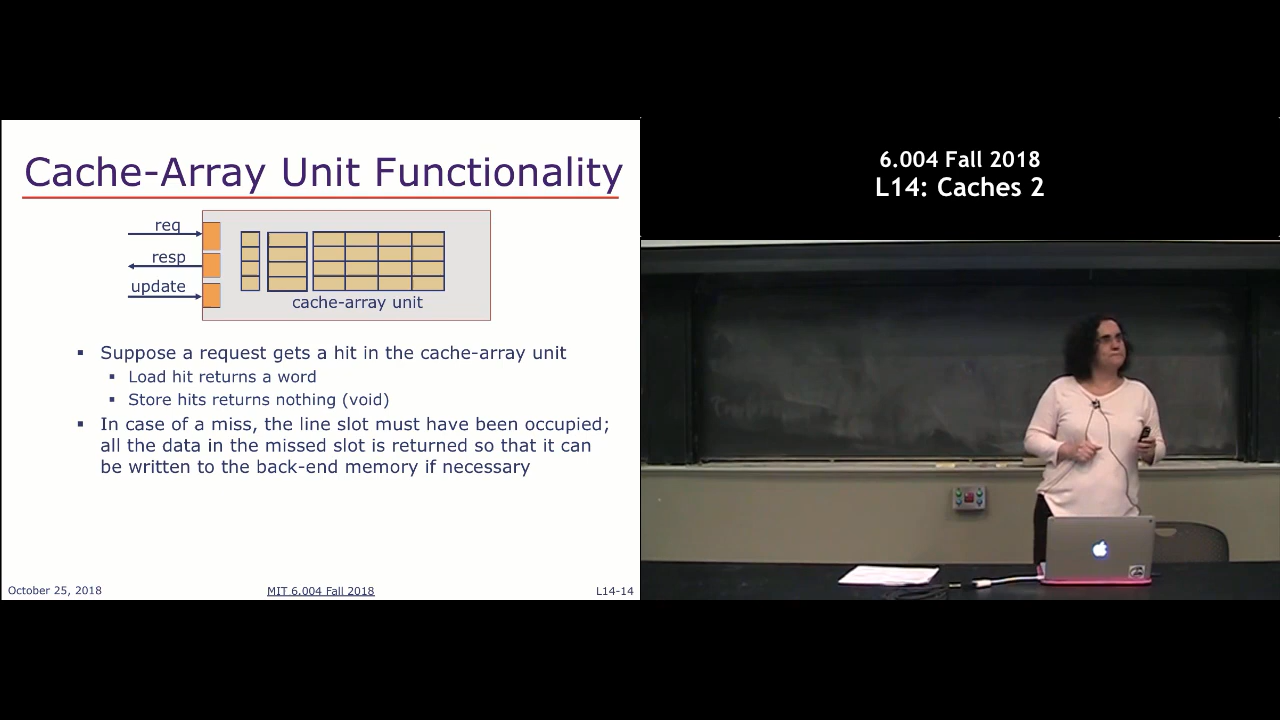 Cache-Array Unit Functionality
req
resp
update
cache-array unit
▪ Suppose a request gets a hit in the cache-array unit
▪ Load hit returns a word
▪ Store hits returns nothing (void)
▪ In case of a miss, the line slot must have been occupied;
all the data in the missed slot is returned so that it can
be written to the back-end memory if necessary
October 25, 2018
MIT 6.004 Fall 2018
L14-14
6.004 Fall 2018
L14: Caches 2